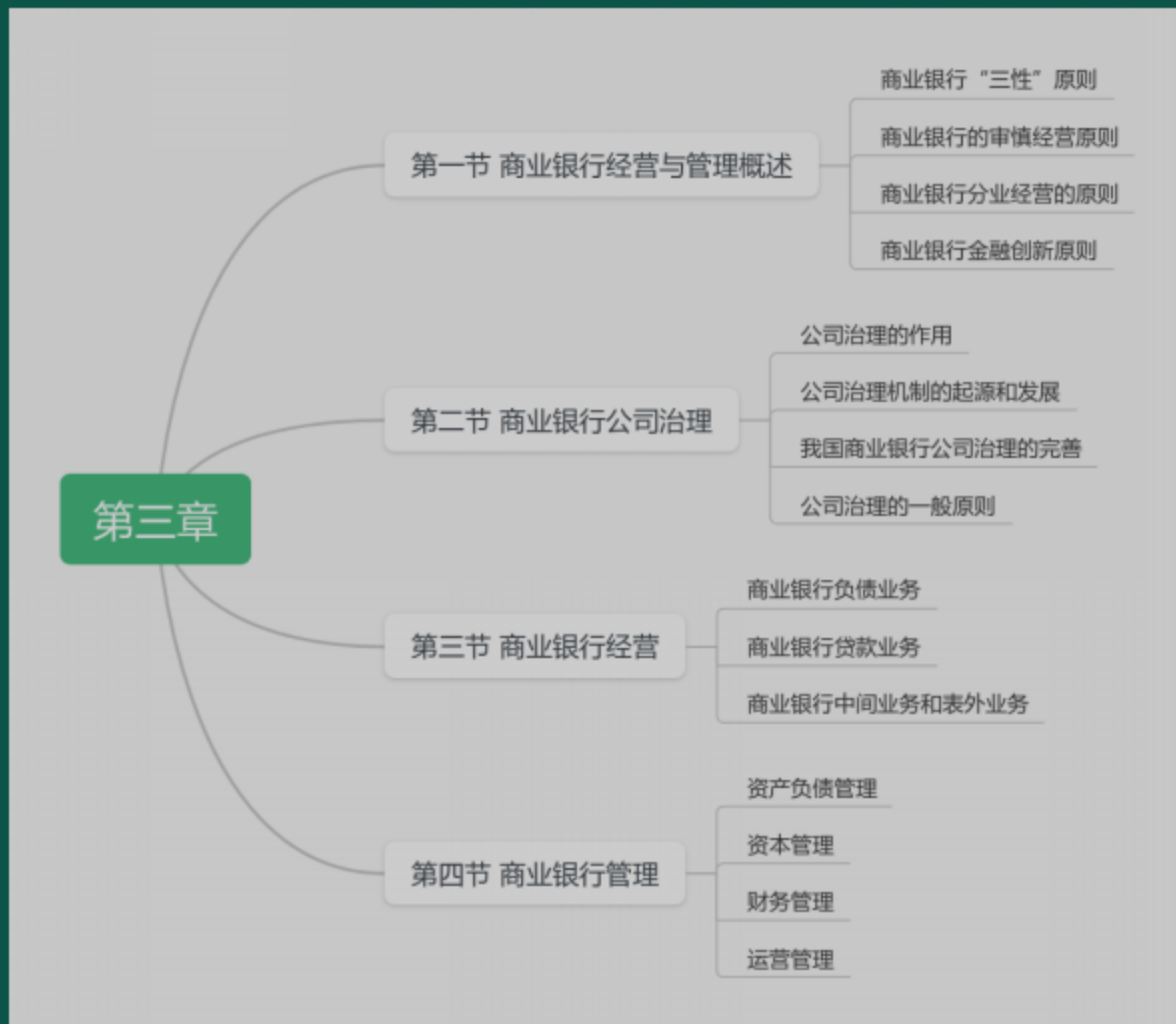 第三章
第一节 商业银行经营与管理概述
商业银行“三性”原则
商业银行的审慎经营原则
商业银行分业经营的原则
商业银行金融创新原则
第二节 商业银行公司治理
公司治理的作用
公司治理机制的起源和发展
我国商业银行公司治理的完善
公司治理的一般原则
第三节 商业银行经营
商业银行负债业务
商业银行贷款业务
商业银行中间业务和表外业务
第四节 商业银行管理
资产负债管理
资本管理
财务管理
运营管理